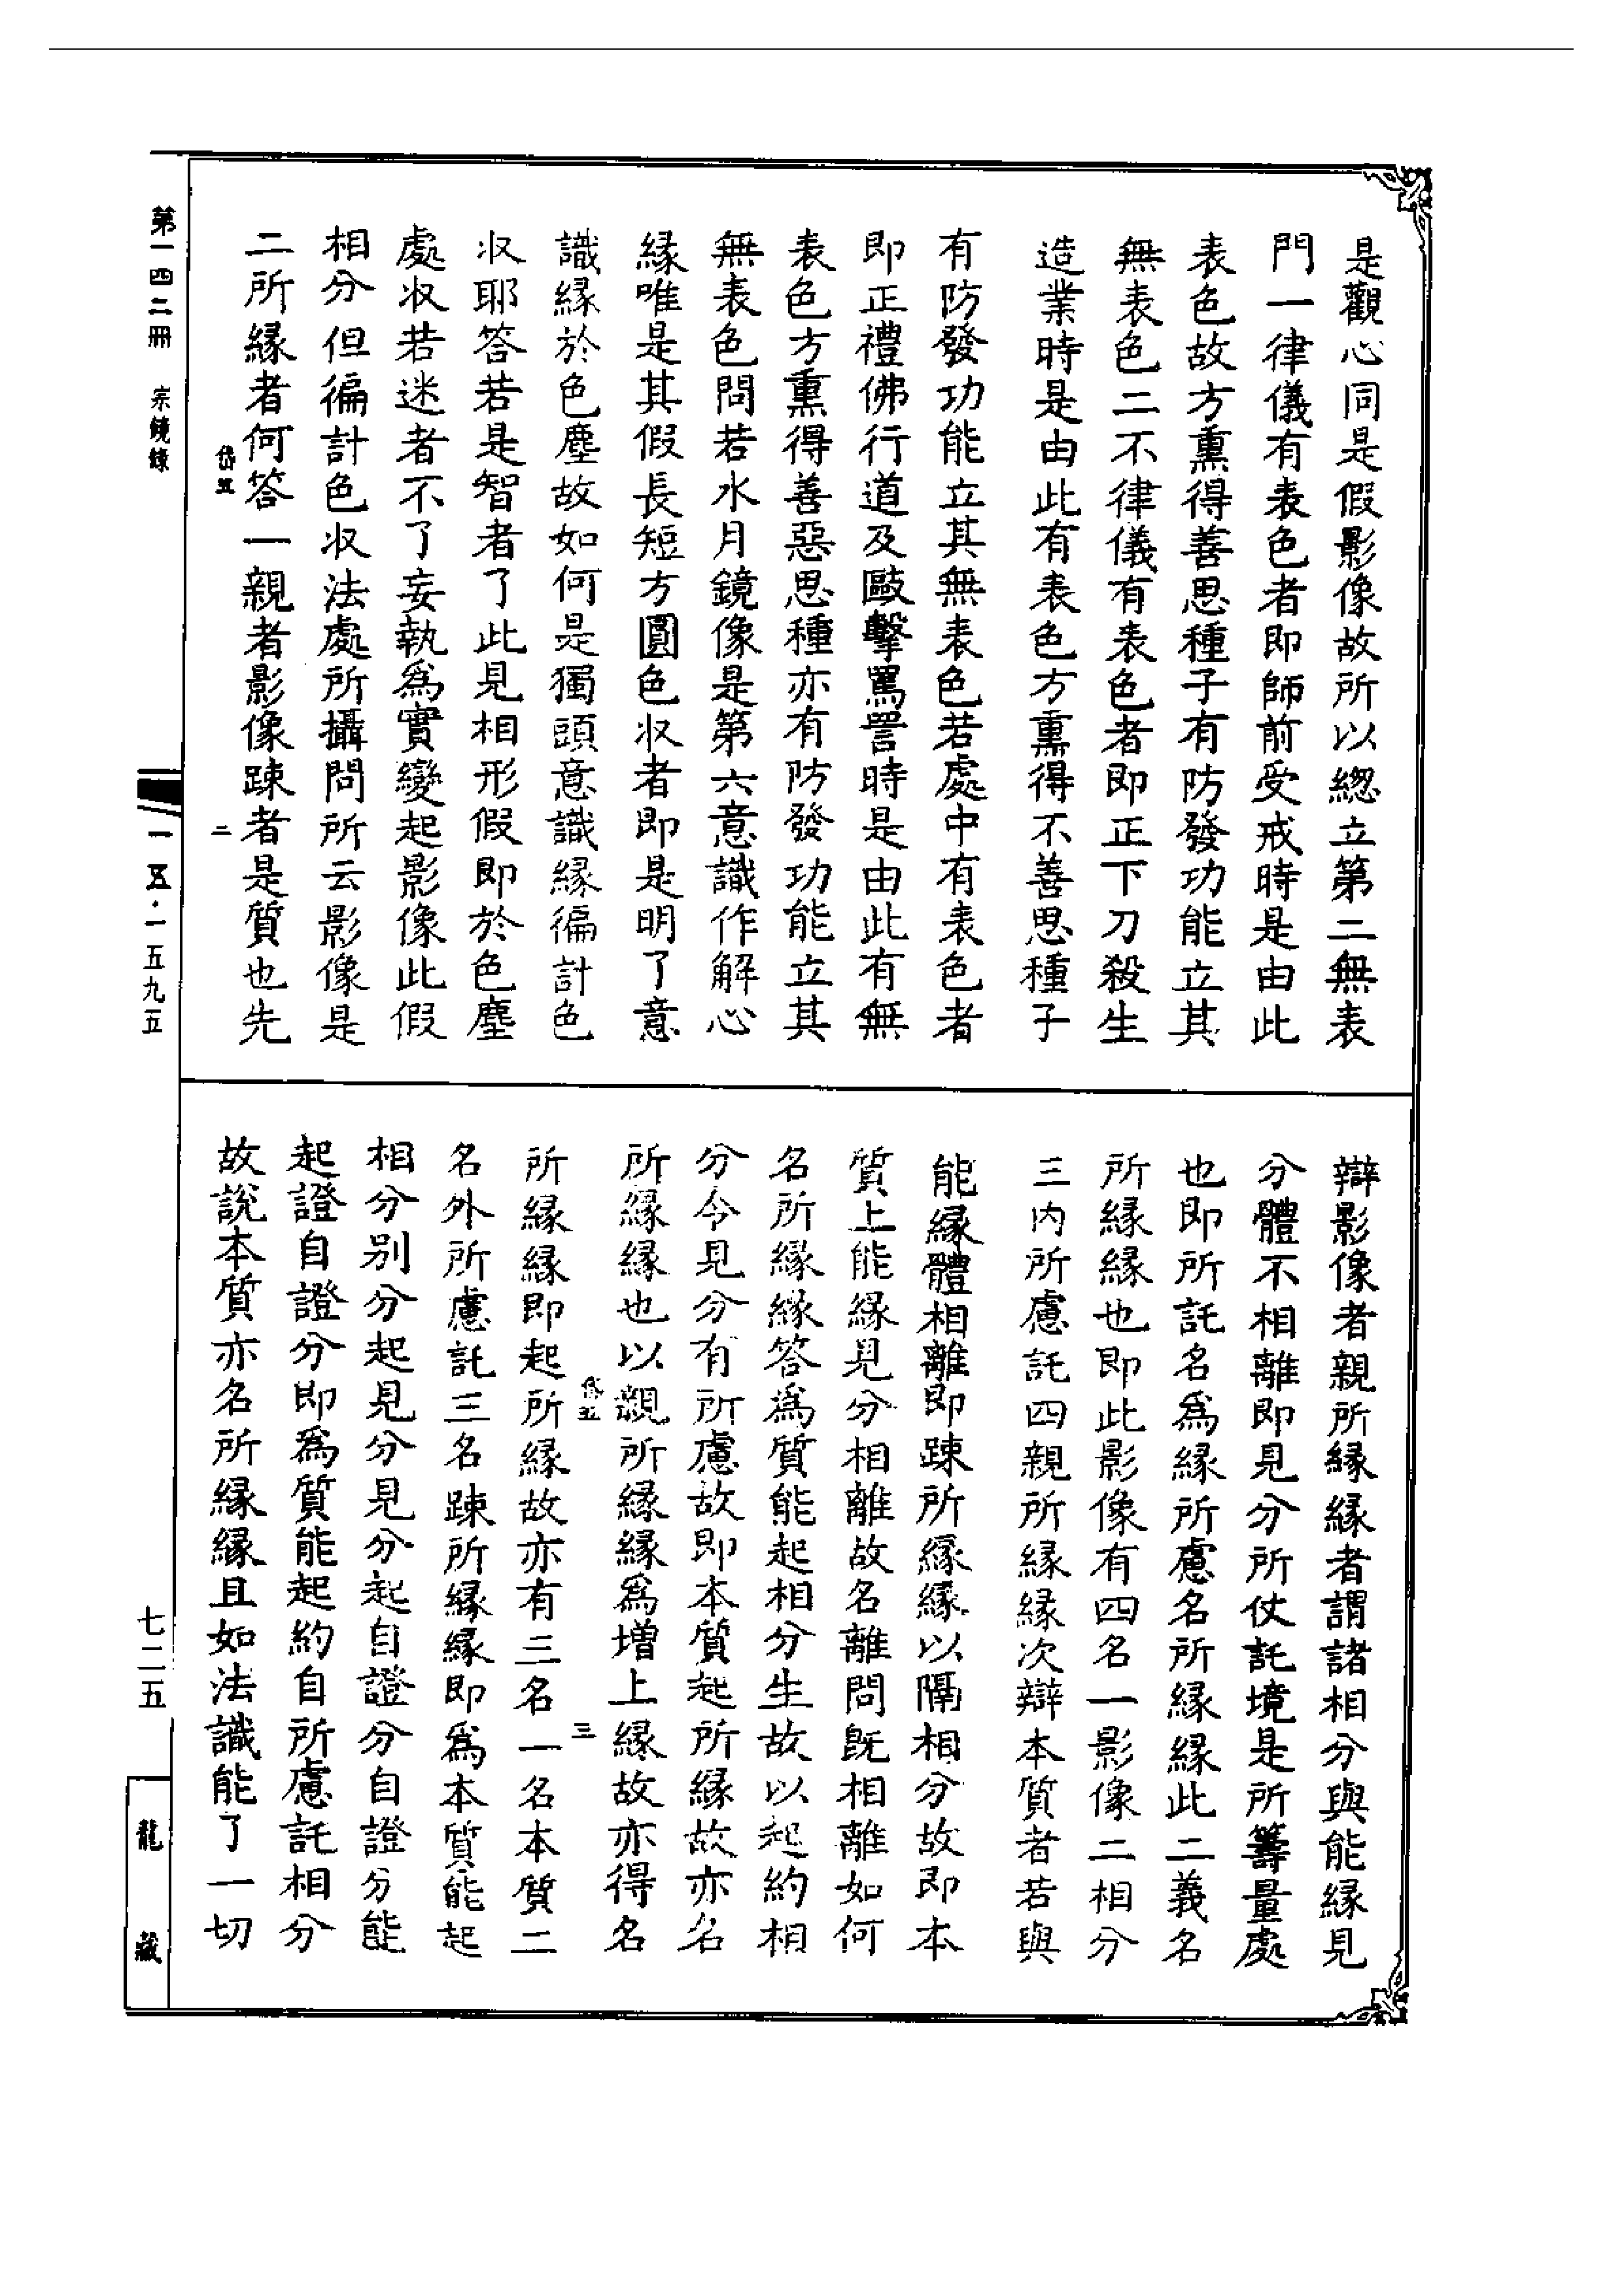 是觀心同是假影像故所以總立第二無表
門一律儀有表色者即師前受戒時是由此
表色故方熏得善思種子有防發功能立其
無表色二不律儀有表色者即正下刀殺生
造業時是由此有表色方熏得不善思種子
有防發功能立其無表色若處中有表色者
即正禮佛行道及毆擊罵詈時是由此有無
表色方熏得善惡思種亦有防發功能立其
無表色問若水月鏡像是第六意識作解心
緣唯是其假長短方圓色収者即是明了意
識緣於色塵故如何是獨頭意識緣徧計色
収耶答若是智者了此見相形假即於色塵
處収若迷者不了妄執為實變起影像此假
相分但徧計色収法處所攝問所云影像是
二所緣者何答一親者影像踈者是質也先
岱五
二
第一四二冊　宗鏡錄
一五·一五九五
辯影像者親所緣緣者謂諸相分與能緣見
分體不相離即見分所仗託境是所籌量處
也即所託名為緣所慮名所緣緣此二義名
所緣緣也即此影像有四名一影像二相分
三内所慮託四親所緣緣次辯本質者若與
能緣體相離即踈所緣緣以隔相分故即本
質上能緣見分相離故名離問既相離如何
名所緣緣答為質能起相分生故以起約相
分今見分有所慮故即本質起所緣故亦名
所緣緣也以親所緣緣為增上緣故亦得名
岱五
三
所緣緣即起所緣故亦有三名一名本質二
名外所慮託三名踈所緣緣即為本質能起
相分別分起見分見分起自證分自證分能
起證自證分即為質能起約自所慮託相分
故說本質亦名所緣緣且如法識能了一切
七二五
龍藏